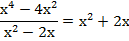 x⁴ − 4x² / x² − 2x = x² + 2x